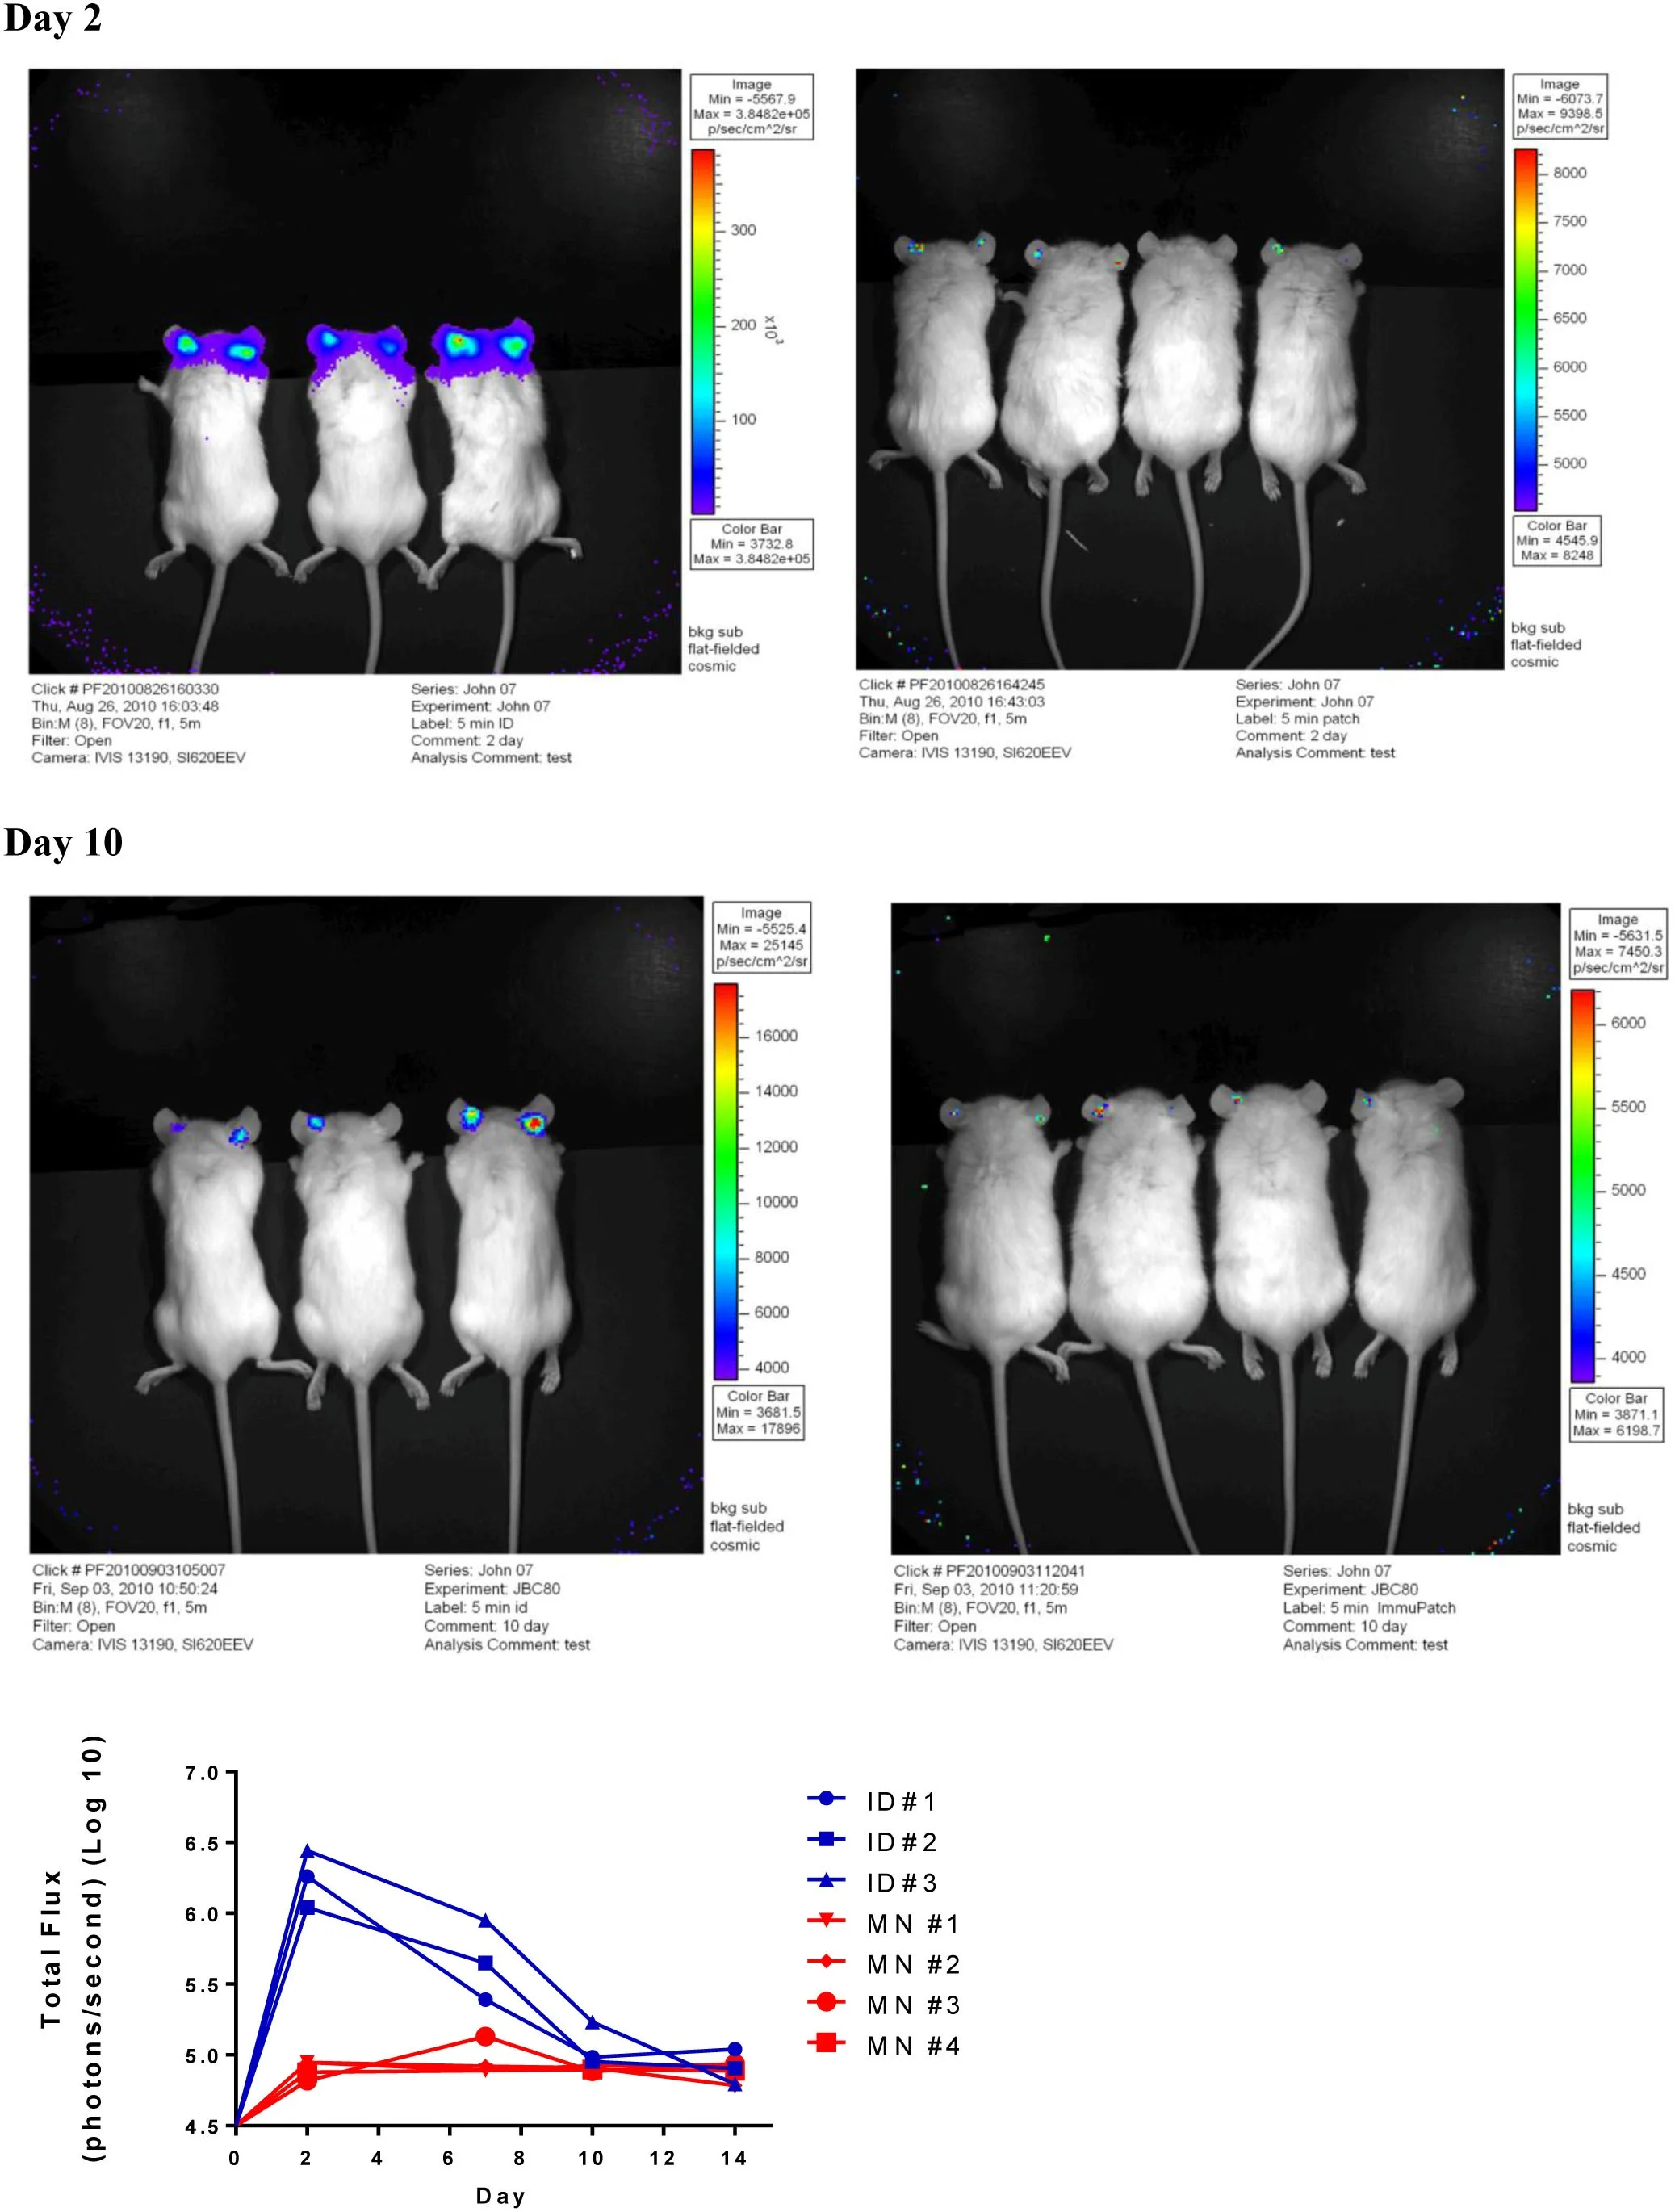 Day 2
Image
Min = -5567.9
Max = 3.8482e+05
p/sec/cm^2/sr
300
200
x10³
100
Color Bar
Min = 3732.8
Max = 3.8482e+05
bkg sub
flat-fielded
cosmic
Click # PF20100826160330
Thu, Aug 26, 2010 16:03:48
Bin:M (8), FOV20, f1, 5m
Filter: Open
Camera: IVIS 13190, SI620EEV
Series: John 07
Experiment: John 07
Label: 5 min ID
Comment: 2 day
Analysis Comment: test
Image
Min = -6073.7
Max = 9398.5
p/sec/cm^2/sr
8000
7500
7000
6500
6000
5500
5000
Color Bar
Min = 4545.9
Max = 8248
bkg sub
flat-fielded
cosmic
Click # PF20100826164245
Thu, Aug 26, 2010 16:43:03
Bin:M (8), FOV20, f1, 5m
Filter: Open
Camera: IVIS 13190, SI620EEV
Series: John 07
Experiment: John 07
Label: 5 min patch
Comment: 2 day
Analysis Comment: test
Day 10
Image
Min = -5525.4
Max = 25145
p/sec/cm^2/sr
16000
14000
12000
10000
8000
6000
4000
Color Bar
Min = 3681.5
Max = 17896
bkg sub
flat-fielded
cosmic
Click # PF20100903105007
Fri, Sep 03, 2010 10:50:24
Bin:M (8), FOV20, f1, 5m
Filter: Open
Camera: IVIS 13190, SI620EEV
Series: John 07
Experiment: JBC80
Label: 5 min id
Comment: 10 day
Analysis Comment: test
Image
Min = -5631.5
Max = 7450.3
p/sec/cm^2/sr
6000
5500
5000
4500
4000
Color Bar
Min = 3871.1
Max = 6198.7
bkg sub
flat-fielded
cosmic
Click # PF20100903112041
Fri, Sep 03, 2010 11:20:59
Bin:M (8), FOV20, f1, 5m
Filter: Open
Camera: IVIS 13190, SI620EEV
Series: John 07
Experiment: JBC80
Label: 5 min ImmuPatch
Comment: 10 day
Analysis Comment: test
Total Flux
(photons/second) (Log 10)
7.0
6.5
6.0
5.5
5.0
4.5
0 2 4 6 8 10 12 14
Day
ID #1
ID #2
ID #3
MN #1
MN #2
MN #3
MN #4